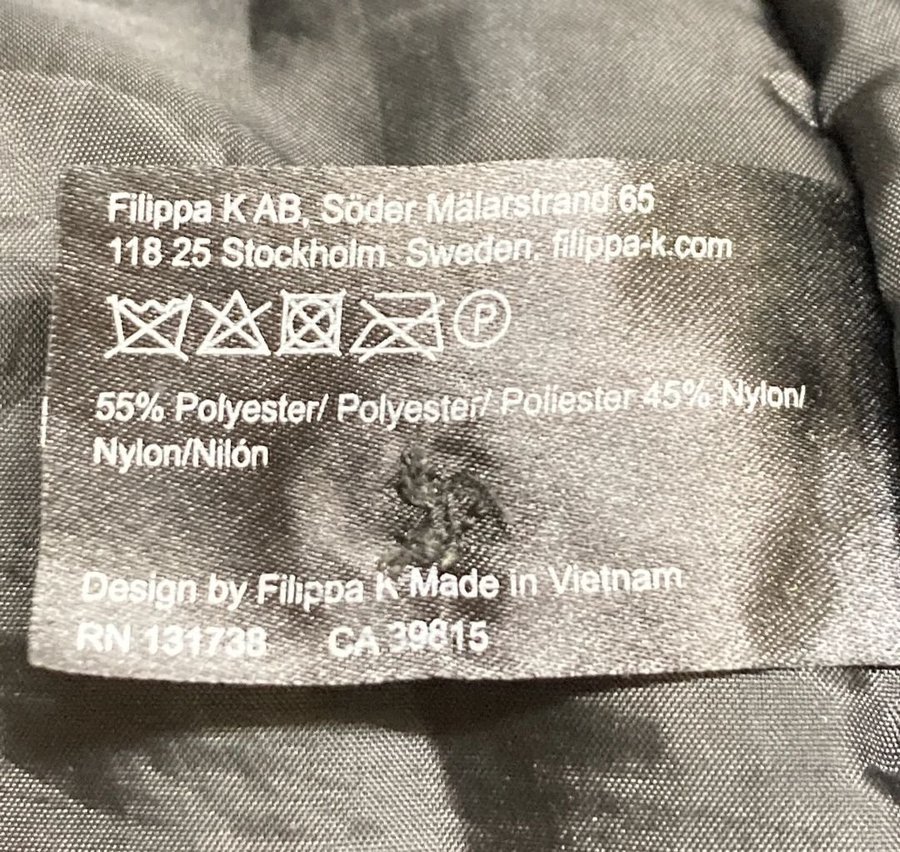 Filippa K AB, Söder Mälarstrand 65
118 25 Stockholm. Sweden. filippa-k.com
P
55% Polyester/ Polyester/ Poliester 45% Nylon/
Nylon/Nilón
Design by Filippa K Made in Vietnam
RN 131738 CA 39815